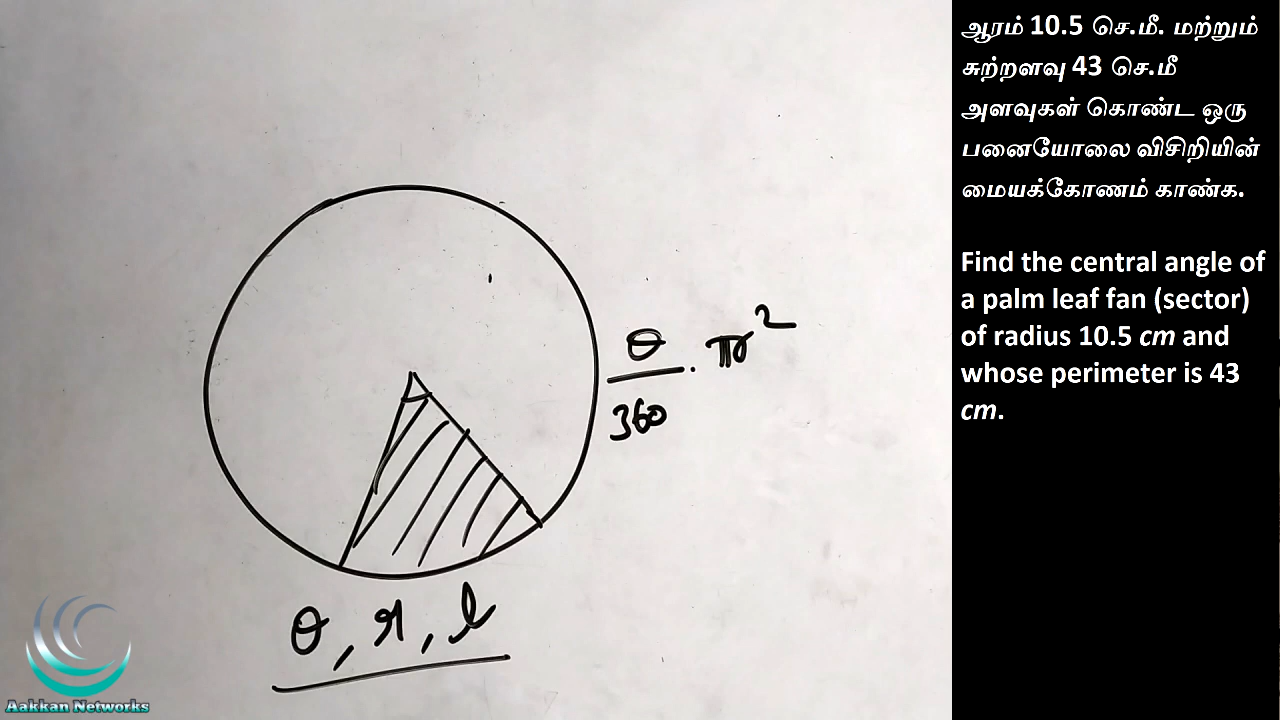 ஆரம் 10.5 செ.மீ. மற்றும்
சுற்றளவு 43 செ.மீ
அளவுகள் கொண்ட ஒரு
பனையோலை விசிறியின்
மையக்கோணம் காண்க.
Find the central angle of
a palm leaf fan (sector)
of radius 10.5 cm and
whose perimeter is 43
cm.
θ/360 . πr²
θ, r, l
Aakkan Networks